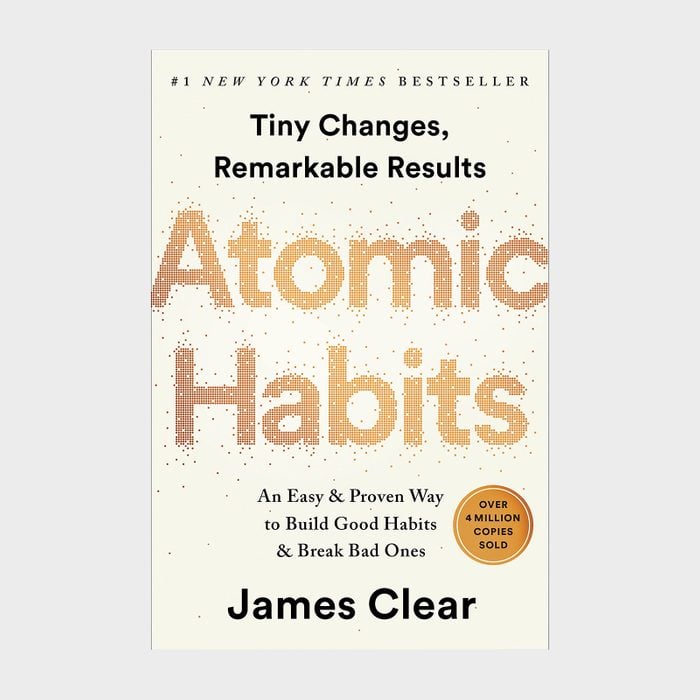 #1 NEW YORK TIMES BESTSELLER
Tiny Changes,
Remarkable Results
Atomic
Habits
An Easy & Proven Way
to Build Good Habits
& Break Bad Ones
OVER
4 MILLION
COPIES
SOLD
James Clear